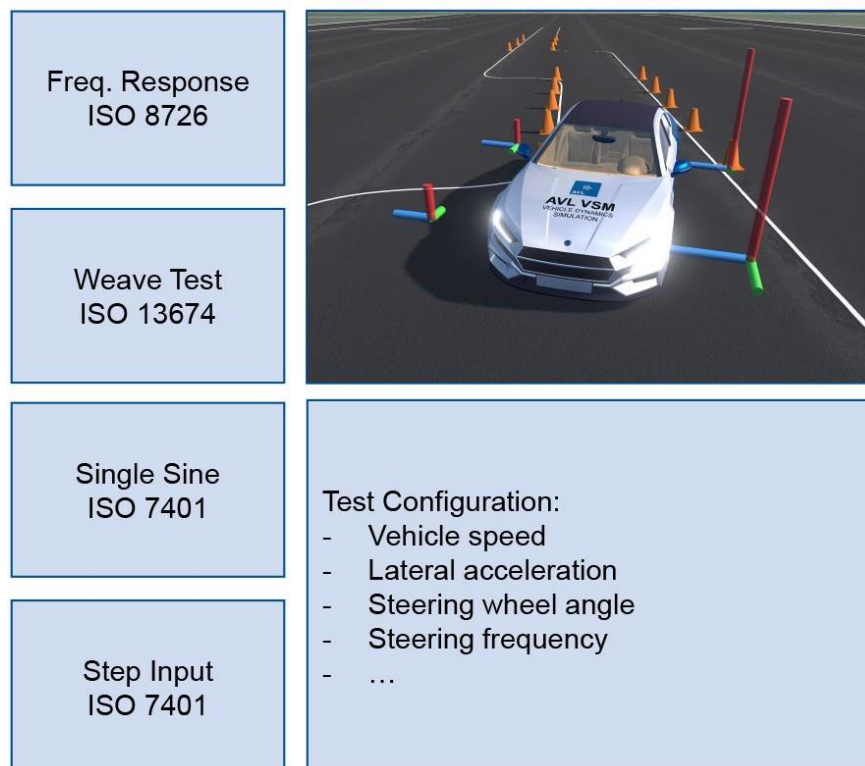 Freq. Response
ISO 8726
Weave Test
ISO 13674
Single Sine
ISO 7401
Step Input
ISO 7401
AVL
AVL VSM
VEHICLE DYNAMICS
SIMULATION
Test Configuration:
- Vehicle speed
- Lateral acceleration
- Steering wheel angle
- Steering frequency
- …